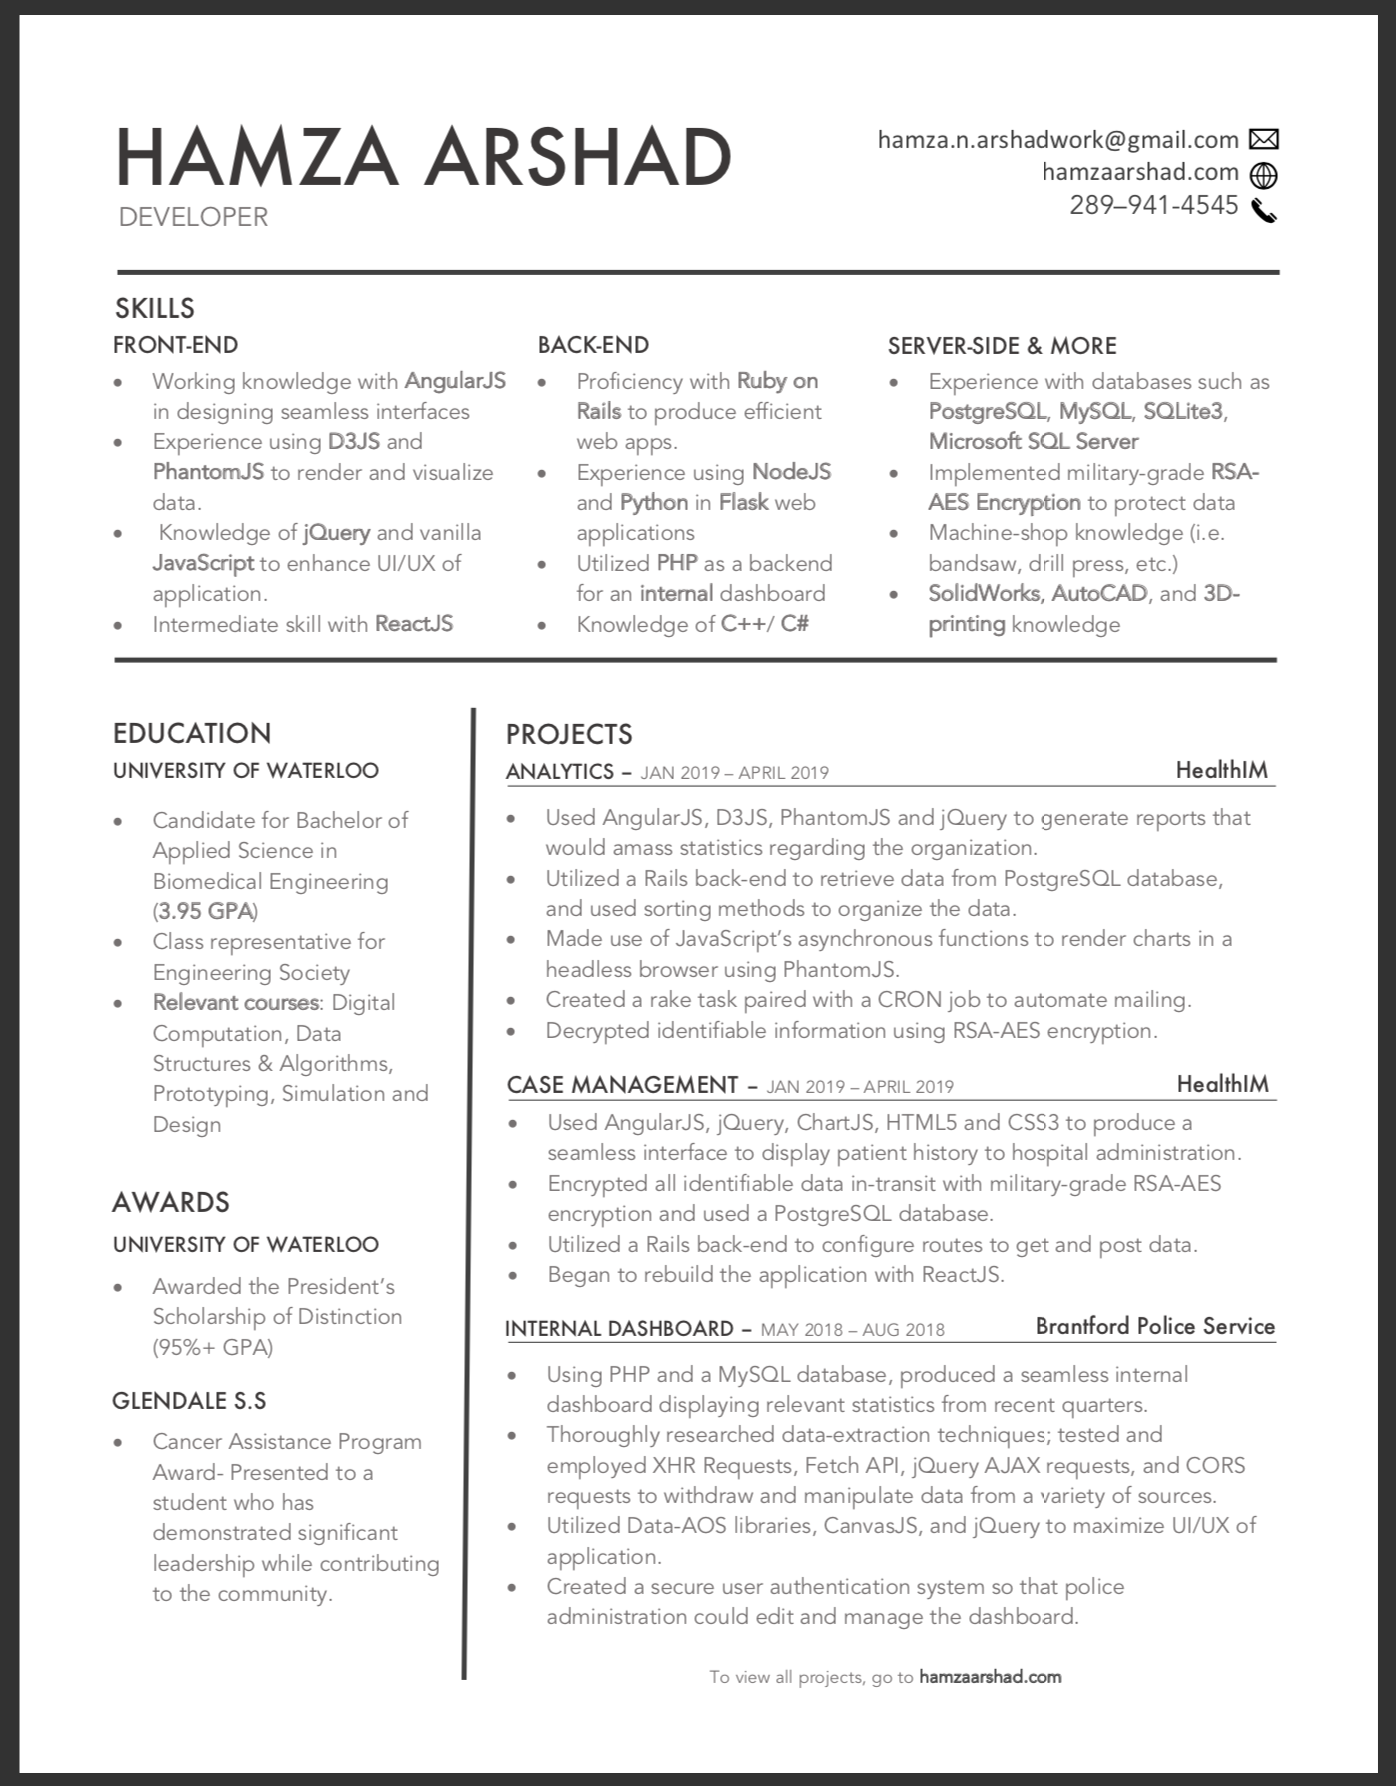 HAMZA ARSHAD
DEVELOPER
hamza.n.arshadwork@gmail.com
hamzaarshad.com
289–941-4545
SKILLS
FRONT-END
• Working knowledge with AngularJS
in designing seamless interfaces
• Experience using D3JS and
PhantomJS to render and visualize
data.
• Knowledge of jQuery and vanilla
JavaScript to enhance UI/UX of
application.
• Intermediate skill with ReactJS
BACK-END
• Proficiency with Ruby on
Rails to produce efficient
web apps.
• Experience using NodeJS
and Python in Flask web
applications
• Utilized PHP as a backend
for an internal dashboard
• Knowledge of C++/ C#
SERVER-SIDE & MORE
• Experience with databases such as
PostgreSQL, MySQL, SQLite3,
Microsoft SQL Server
• Implemented military-grade RSA-
AES Encryption to protect data
• Machine-shop knowledge (i.e.
bandsaw, drill press, etc.)
• SolidWorks, AutoCAD, and 3D-
printing knowledge
EDUCATION
UNIVERSITY OF WATERLOO
• Candidate for Bachelor of
Applied Science in
Biomedical Engineering
(3.95 GPA)
• Class representative for
Engineering Society
• Relevant courses: Digital
Computation, Data
Structures & Algorithms,
Prototyping, Simulation and
Design
AWARDS
UNIVERSITY OF WATERLOO
• Awarded the President's
Scholarship of Distinction
(95%+ GPA)
GLENDALE S.S
• Cancer Assistance Program
Award- Presented to a
student who has
demonstrated significant
leadership while contributing
to the community.
PROJECTS
ANALYTICS – JAN 2019 – APRIL 2019 HealthIM
• Used AngularJS, D3JS, PhantomJS and jQuery to generate reports that
would amass statistics regarding the organization.
• Utilized a Rails back-end to retrieve data from PostgreSQL database,
and used sorting methods to organize the data.
• Made use of JavaScript's asynchronous functions to render charts in a
headless browser using PhantomJS.
• Created a rake task paired with a CRON job to automate mailing.
• Decrypted identifiable information using RSA-AES encryption.
CASE MANAGEMENT – JAN 2019 – APRIL 2019 HealthIM
• Used AngularJS, jQuery, ChartJS, HTML5 and CSS3 to produce a
seamless interface to display patient history to hospital administration.
• Encrypted all identifiable data in-transit with military-grade RSA-AES
encryption and used a PostgreSQL database.
• Utilized a Rails back-end to configure routes to get and post data.
• Began to rebuild the application with ReactJS.
INTERNAL DASHBOARD – MAY 2018 – AUG 2018 Brantford Police Service
• Using PHP and a MySQL database, produced a seamless internal
dashboard displaying relevant statistics from recent quarters.
• Thoroughly researched data-extraction techniques; tested and
employed XHR Requests, Fetch API, jQuery AJAX requests, and CORS
requests to withdraw and manipulate data from a variety of sources.
• Utilized Data-AOS libraries, CanvasJS, and jQuery to maximize UI/UX of
application.
• Created a secure user authentication system so that police
administration could edit and manage the dashboard.
To view all projects, go to hamzaarshad.com